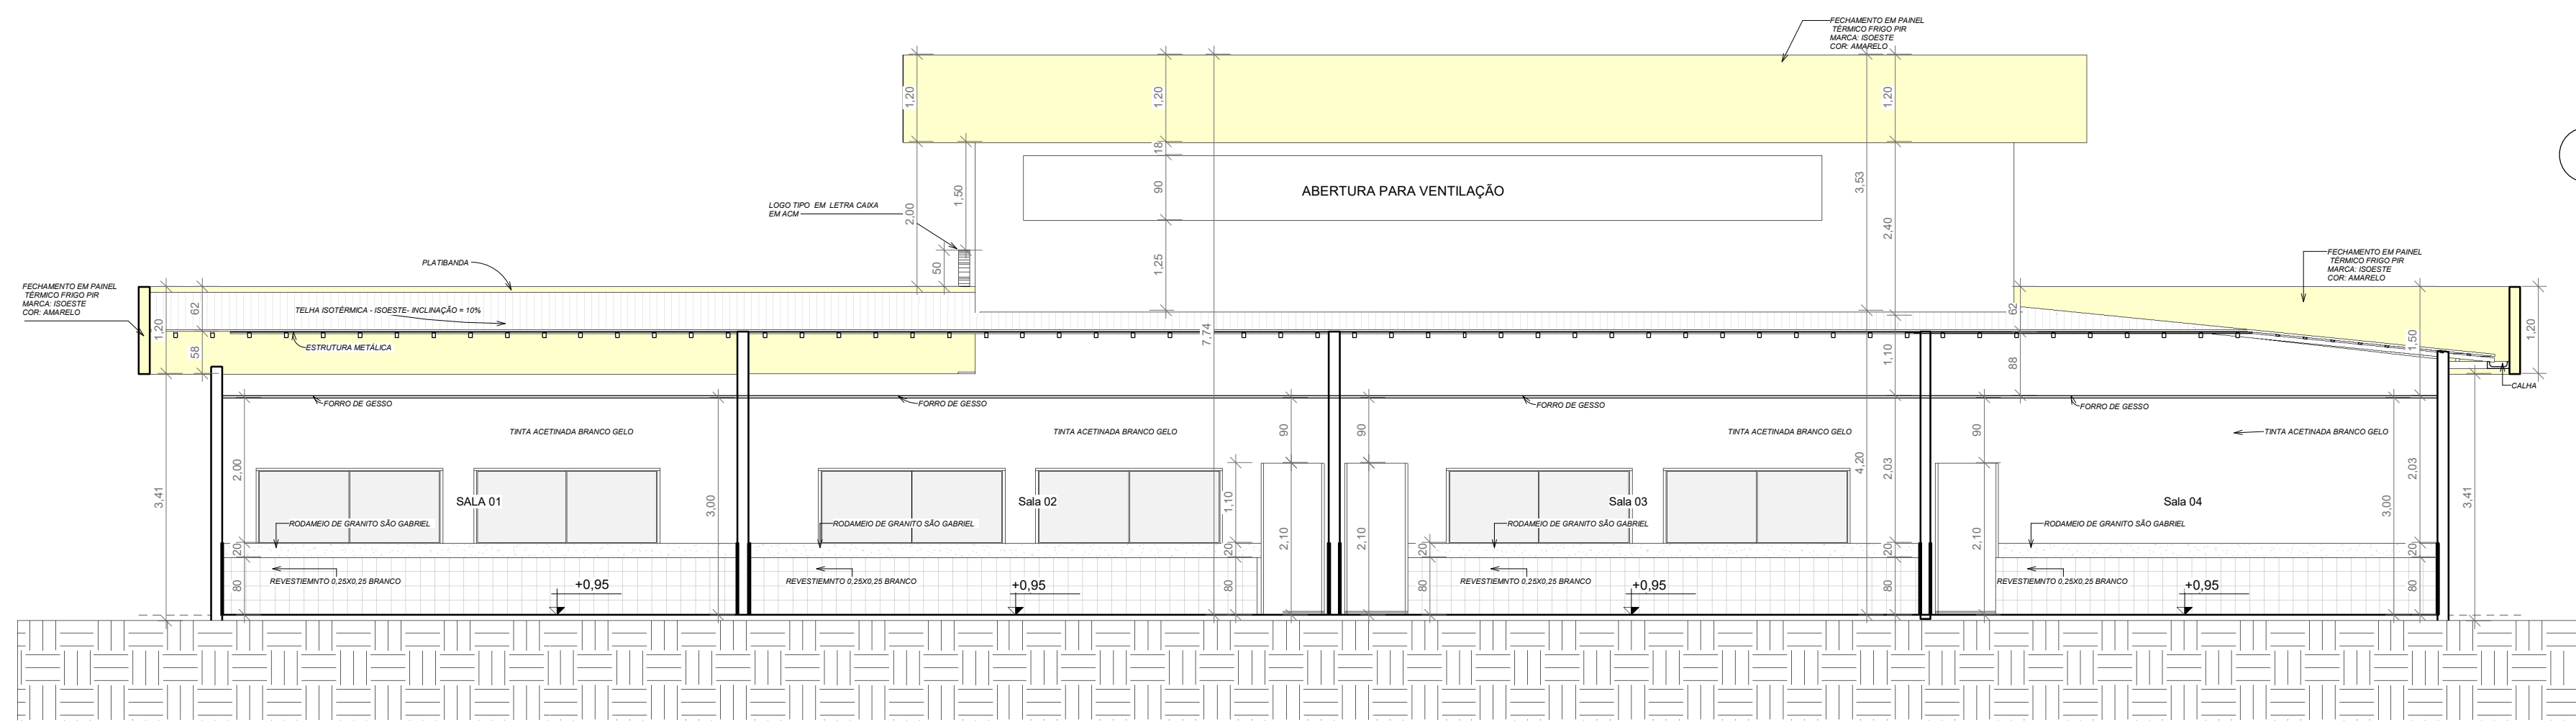 FECHAMENTO EM PAINEL
TÉRMICO FRIGO PIR
MARCA: ISOESTE
COR: AMARELO
1,20
1,20
1,20
18
90
ABERTURA PARA VENTILAÇÃO
1,50
2,00
3,53
2,40
1,25
LOGO TIPO EM LETRA CAIXA
EM ACM
50
PLATIBANDA
FECHAMENTO EM PAINEL
TÉRMICO FRIGO PIR
MARCA: ISOESTE
COR: AMARELO
FECHAMENTO EM PAINEL
TÉRMICO FRIGO PIR
MARCA: ISOESTE
COR: AMARELO
62
1,20
58
TELHA ISOTÉRMICA - ISOESTE- INCLINAÇÃO = 10%
ESTRUTURA METÁLICA
7,74
62
1,10
88
1,50
1,20
CALHA
FORRO DE GESSO
FORRO DE GESSO
FORRO DE GESSO
FORRO DE GESSO
TINTA ACETINADA BRANCO GELO
TINTA ACETINADA BRANCO GELO
TINTA ACETINADA BRANCO GELO
TINTA ACETINADA BRANCO GELO
90
90
90
3,41
2,00
3,00
1,10
2,10
2,10
4,20
2,03
2,10
3,00
2,03
3,41
SALA 01
Sala 02
Sala 03
Sala 04
RODAMEIO DE GRANITO SÃO GABRIEL
RODAMEIO DE GRANITO SÃO GABRIEL
RODAMEIO DE GRANITO SÃO GABRIEL
RODAMEIO DE GRANITO SÃO GABRIEL
20
20
20
20
20
REVESTIEMNTO 0,25X0,25 BRANCO
REVESTIEMNTO 0,25X0,25 BRANCO
REVESTIEMNTO 0,25X0,25 BRANCO
REVESTIEMNTO 0,25X0,25 BRANCO
80
80
80
80
80
+0,95
+0,95
+0,95
+0,95